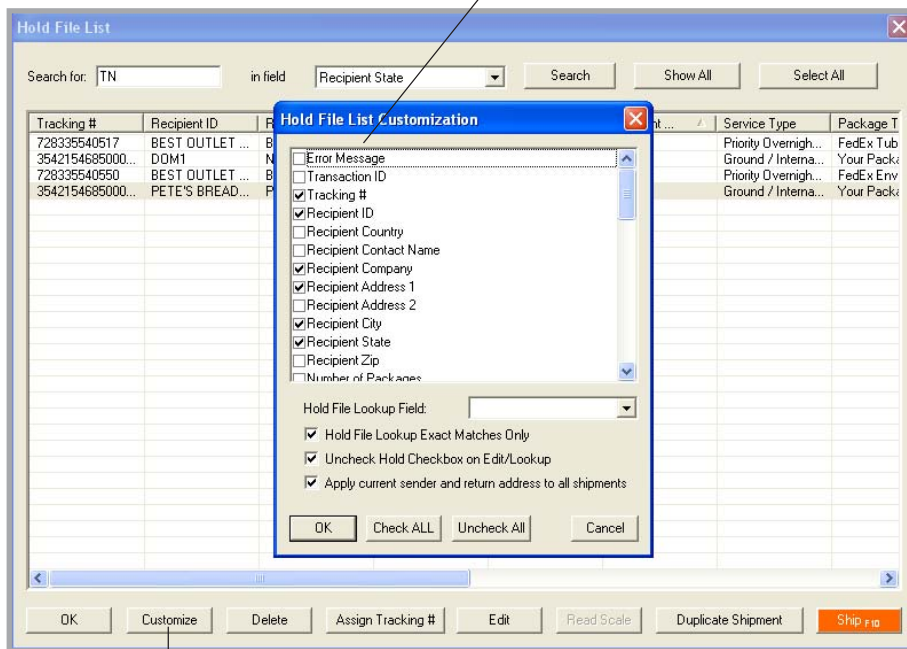 Hold File List
Search for: TN in field Recipient State Search Show All Select All
Hold File List Customization
Tracking # Recipient ID R nt ... Service Type Package T
728335540517 BEST OUTLET ... B Priority Overnigh... FedEx Tub
3542154685000... DOM1 N Ground / Interna... Your Packa
728335540550 BEST OUTLET ... B Priority Overnigh... FedEx Env
3542154685000... PETE'S BREAD... P Ground / Interna... Your Packa
Error Message
Transaction ID
Tracking #
Recipient ID
Recipient Country
Recipient Contact Name
Recipient Company
Recipient Address 1
Recipient Address 2
Recipient City
Recipient State
Recipient Zip
Number of Packages
Hold File Lookup Field:
Hold File Lookup Exact Matches Only
Uncheck Hold Checkbox on Edit/Lookup
Apply current sender and return address to all shipments
OK Check ALL Uncheck All Cancel
OK Customize Delete Assign Tracking # Edit Read Scale Duplicate Shipment Ship F10